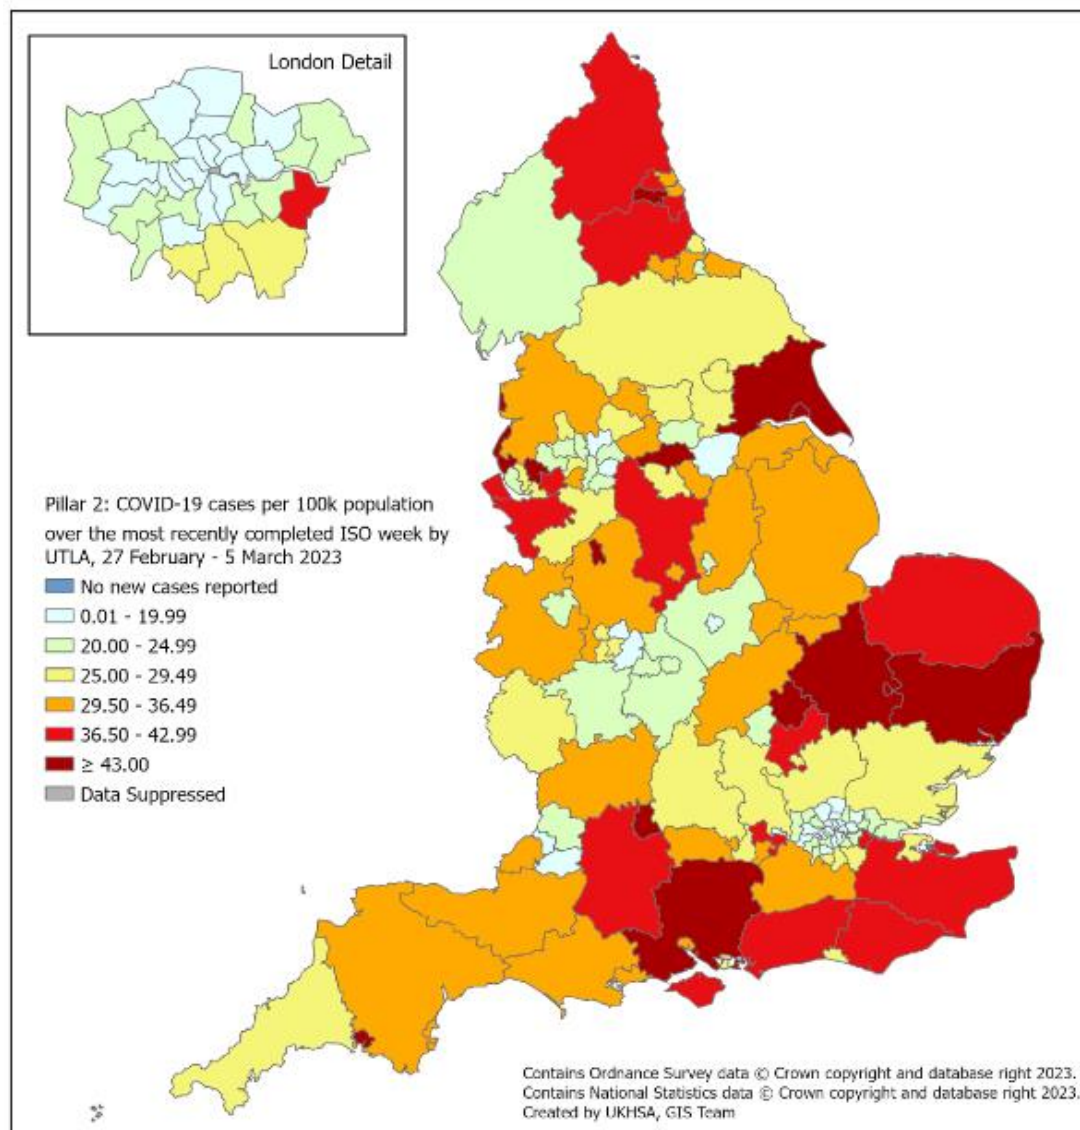 London Detail
Pillar 2: COVID-19 cases per 100k population
over the most recently completed ISO week by
UTLA, 27 February - 5 March 2023
No new cases reported
0.01 - 19.99
20.00 - 24.99
25.00 - 29.49
29.50 - 36.49
36.50 - 42.99
≥ 43.00
Data Suppressed
Contains Ordnance Survey data © Crown copyright and database right 2023.
Contains National Statistics data © Crown copyright and database right 2023.
Created by UKHSA, GIS Team